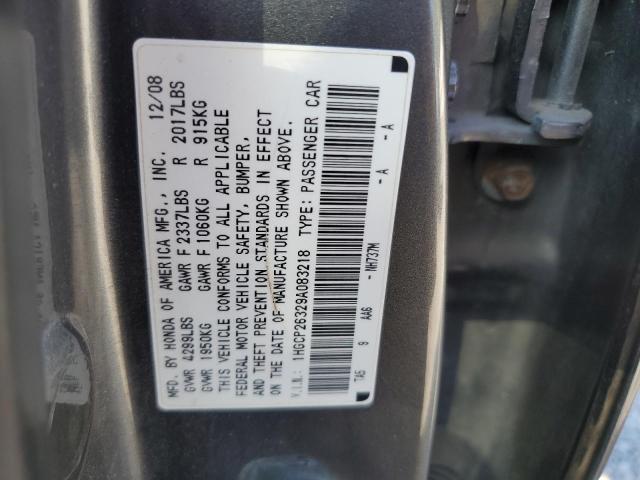 MFD. BY HONDA OF AMERICA MFG., INC. 12/08
GVWR 4299LBS GAWR F 2337LBS R 2017LBS
GVWR 1950KG GAWR F 1060KG R 915KG
THIS VEHICLE CONFORMS TO ALL APPLICABLE
FEDERAL MOTOR VEHICLE SAFETY, BUMPER,
AND THEFT PREVENTION STANDARDS IN EFFECT
ON THE DATE OF MANUFACTURE SHOWN ABOVE.
V.I.N.: 1HGCP26329A083218 TYPE: PASSENGER CAR
TA5 9 AA6 - NH737M - A - A